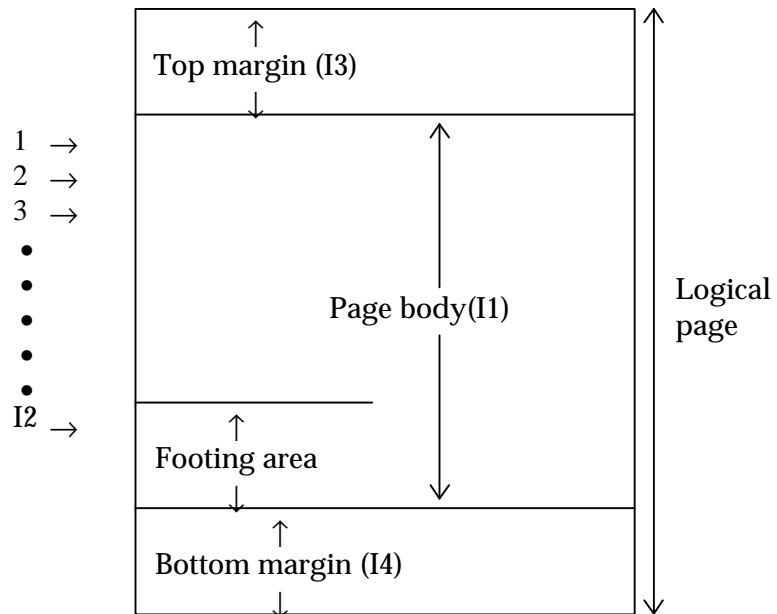 Top margin (I3)
1 →
2 →
3 →
•
•
•
•
•
Page body(I1)
Logical
page
I2 →
Footing area
Bottom margin (I4)